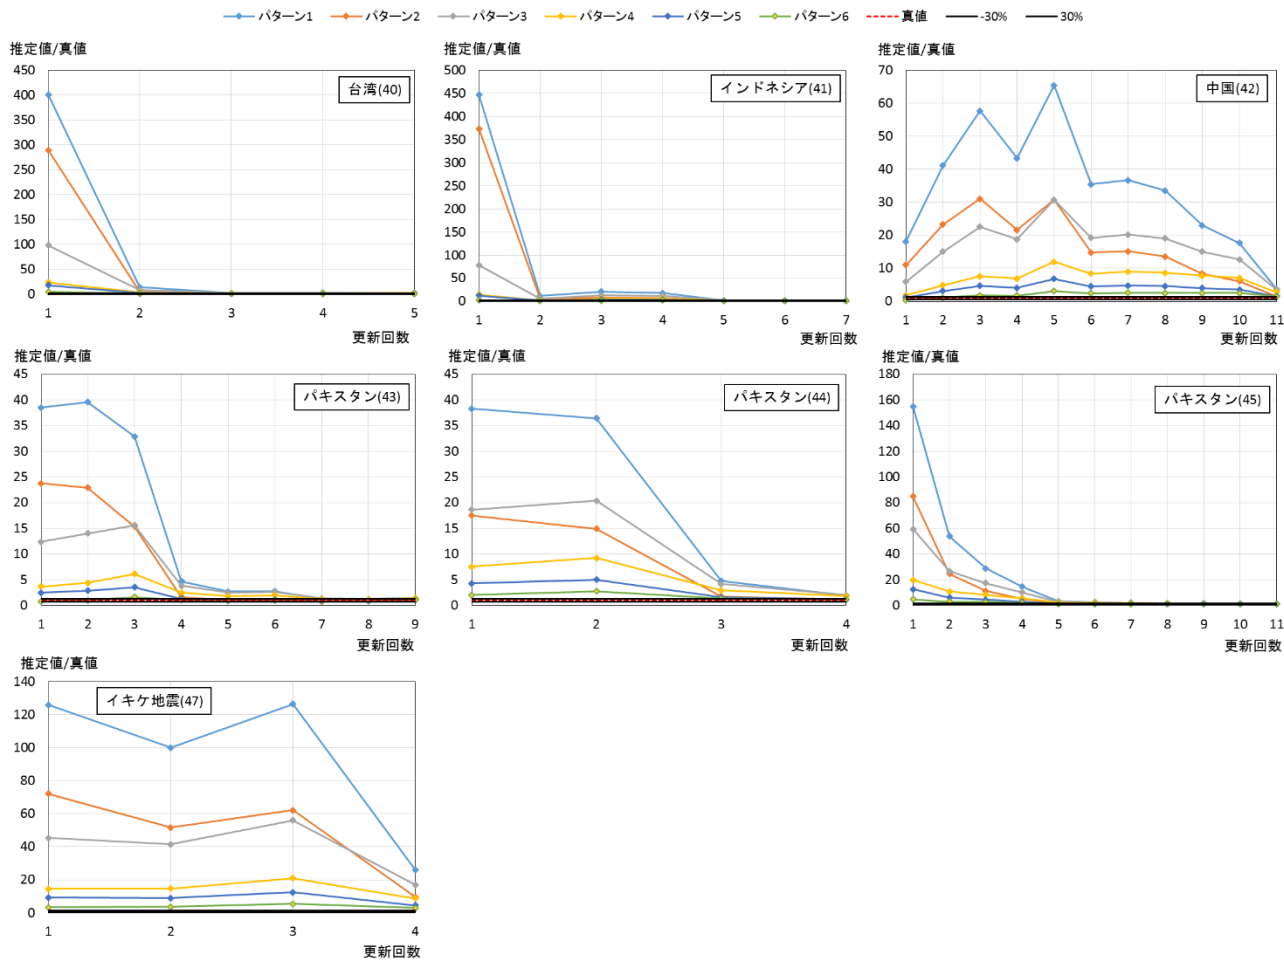 パターン1 パターン2 パターン3 パターン4 パターン5 パターン6 真値 -30% 30%
推定値/真値
台湾(40)
450
400
350
300
250
200
150
100
50
0
1 2 3 4 5
更新回数
推定値/真値
インドネシア(41)
500
450
400
350
300
250
200
150
100
50
0
1 2 3 4 5 6 7
更新回数
推定値/真値
中国(42)
70
60
50
40
30
20
10
0
1 2 3 4 5 6 7 8 9 10 11
更新回数
推定値/真値
パキスタン(43)
45
40
35
30
25
20
15
10
5
0
1 2 3 4 5 6 7 8 9
更新回数
推定値/真値
パキスタン(44)
45
40
35
30
25
20
15
10
5
0
1 2 3 4
更新回数
推定値/真値
パキスタン(45)
180
160
140
120
100
80
60
40
20
0
1 2 3 4 5 6 7 8 9 10 11
更新回数
推定値/真値
イキケ地震(47)
140
120
100
80
60
40
20
0
1 2 3 4
更新回数